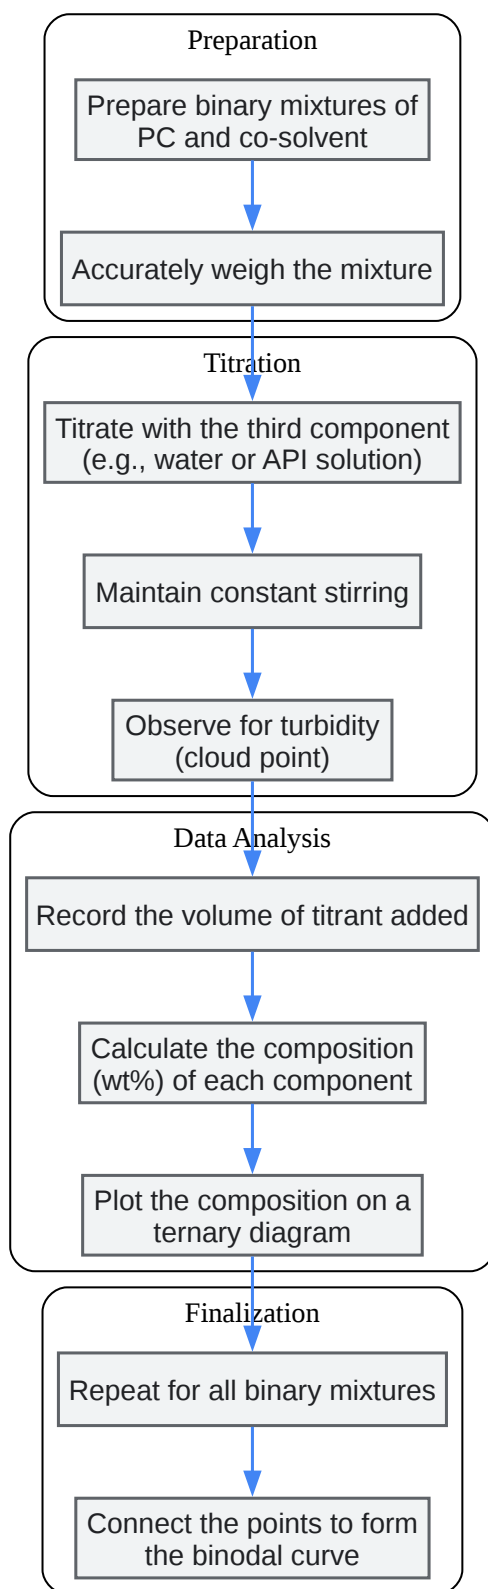 Preparation
Prepare binary mixtures of
PC and co-solvent
Accurately weigh the mixture
Titration
Titrate with the third component
(e.g., water or API solution)
Maintain constant stirring
Observe for turbidity
(cloud point)
Data Analysis
Record the volume of titrant added
Calculate the composition
(wt%) of each component
Plot the composition on a
ternary diagram
Finalization
Repeat for all binary mixtures
Connect the points to form
the binodal curve